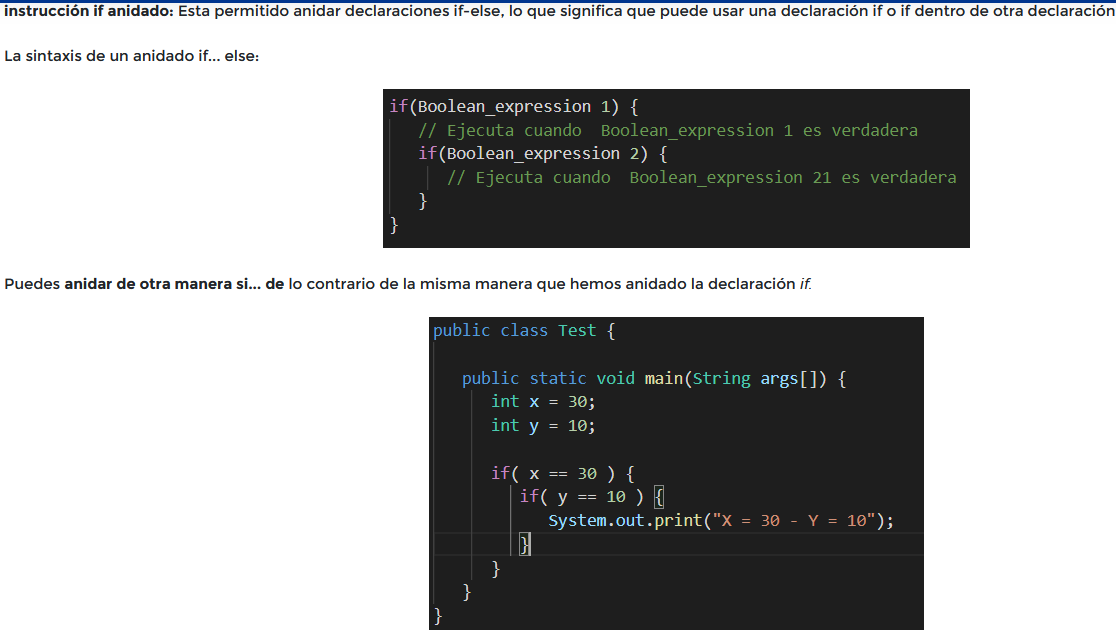 instrucción if anidado: Esta permitido anidar declaraciones if-else, lo que significa que puede usar una declaración if o if dentro de otra declaración
La sintaxis de un anidado if... else:
if(Boolean_expression 1) {
// Ejecuta cuando  Boolean_expression 1 es verdadera
if(Boolean_expression 2) {
// Ejecuta cuando  Boolean_expression 21 es verdadera
}
}
Puedes anidar de otra manera si... de lo contrario de la misma manera que hemos anidado la declaración if.
public class Test {
public static void main(String args[]) {
int x = 30;
int y = 10;
if( x == 30 ) {
if( y == 10 ) {
System.out.print("X = 30 - Y = 10");
}
}
}
}